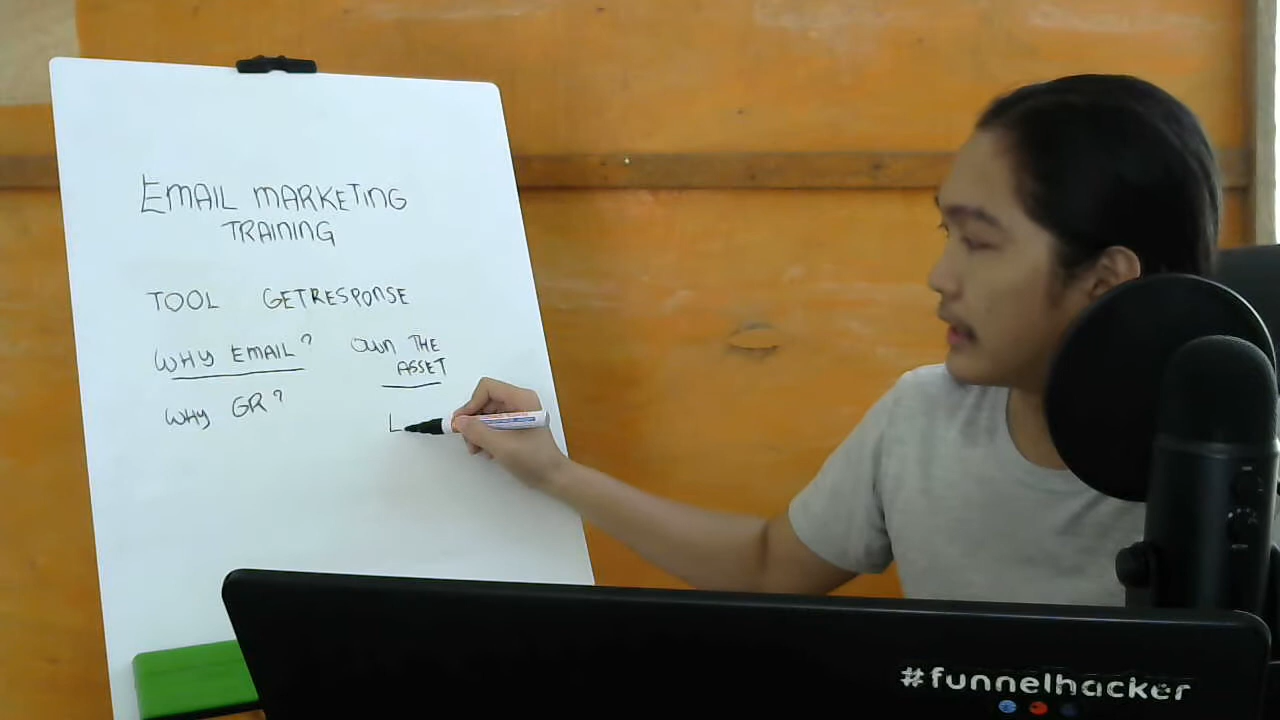 EMAIL MARKETING
TRAINING
TOOL GETRESPONSE
WHY EMAIL? OWN THE
ASSET
WHY GR?
L
#funnelhacker